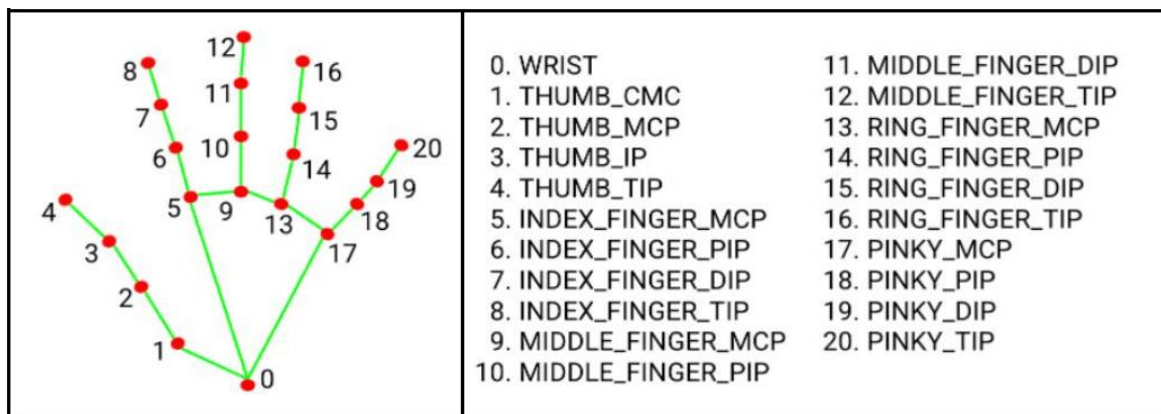 12
8
16
11
7
15
10
20
6
14
19
4
5
9
13
18
3
17
2
1
0
0. WRIST
1. THUMB_CMC
2. THUMB_MCP
3. THUMB_IP
4. THUMB_TIP
5. INDEX_FINGER_MCP
6. INDEX_FINGER_PIP
7. INDEX_FINGER_DIP
8. INDEX_FINGER_TIP
9. MIDDLE_FINGER_MCP
10. MIDDLE_FINGER_PIP
11. MIDDLE_FINGER_DIP
12. MIDDLE_FINGER_TIP
13. RING_FINGER_MCP
14. RING_FINGER_PIP
15. RING_FINGER_DIP
16. RING_FINGER_TIP
17. PINKY_MCP
18. PINKY_PIP
19. PINKY_DIP
20. PINKY_TIP